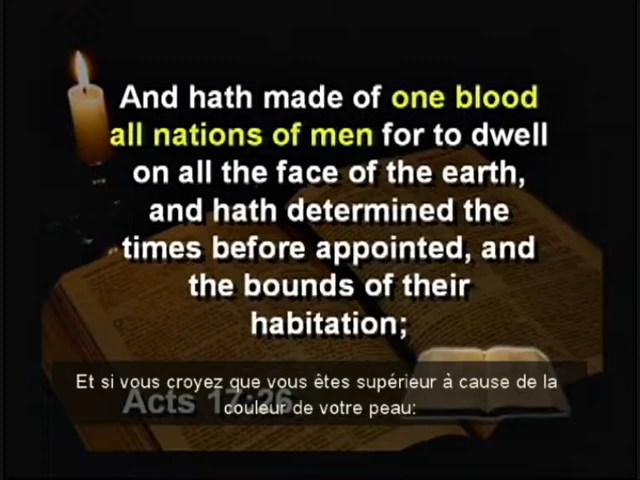 And hath made of one blood
all nations of men for to dwell
on all the face of the earth,
and hath determined the
times before appointed, and
the bounds of their
habitation;
Et si vous croyez que vous êtes supérieur à cause de la
couleur de votre peau:
Acts 17:26